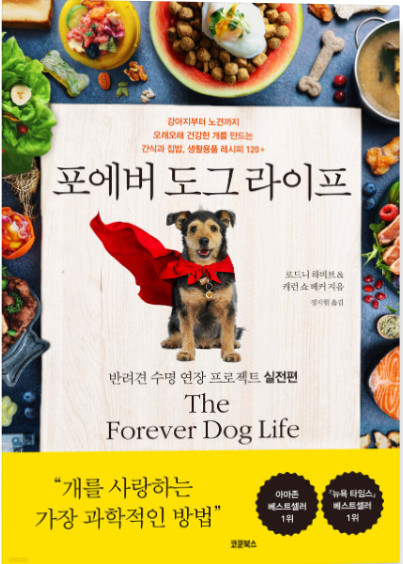 강아지부터 노견까지
오래오래 건강한 개를 만드는
간식과 집밥, 생활용품 레시피 120+
포에버 도그 라이프
로드니 하비브 &
캐런 쇼 베커 지음
정지현 옮김
반려견 수명 연장 프로젝트 실전편
The
Forever Dog Life
“개를 사랑하는
가장 과학적인 방법”
아마존
베스트셀러
1위
『뉴욕 타임스』
베스트셀러
1위
코쿤북스